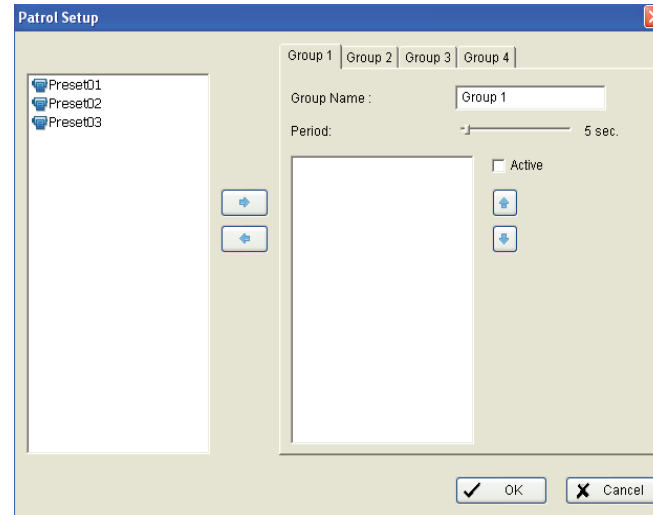 Patrol Setup
Group 1 Group 2 Group 3 Group 4
Preset01
Preset02
Preset03
Group Name : Group 1
Period: 5 sec.
Active
OK Cancel